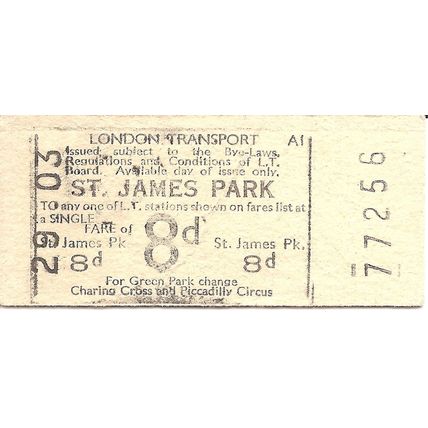 LONDON TRANSPORT A1
Issued subject to the Bye-Laws,
Regulations and Conditions of L.T.
Board. Available day of issue only.
ST. JAMES PARK
TO any one of L.T. stations shown on fares list at
a SINGLE
FARE of 8d
St. James Pk. St. James Pk.
8d 8d
For Green Park change
Charing Cross and Piccadilly Circus
29 03
77256